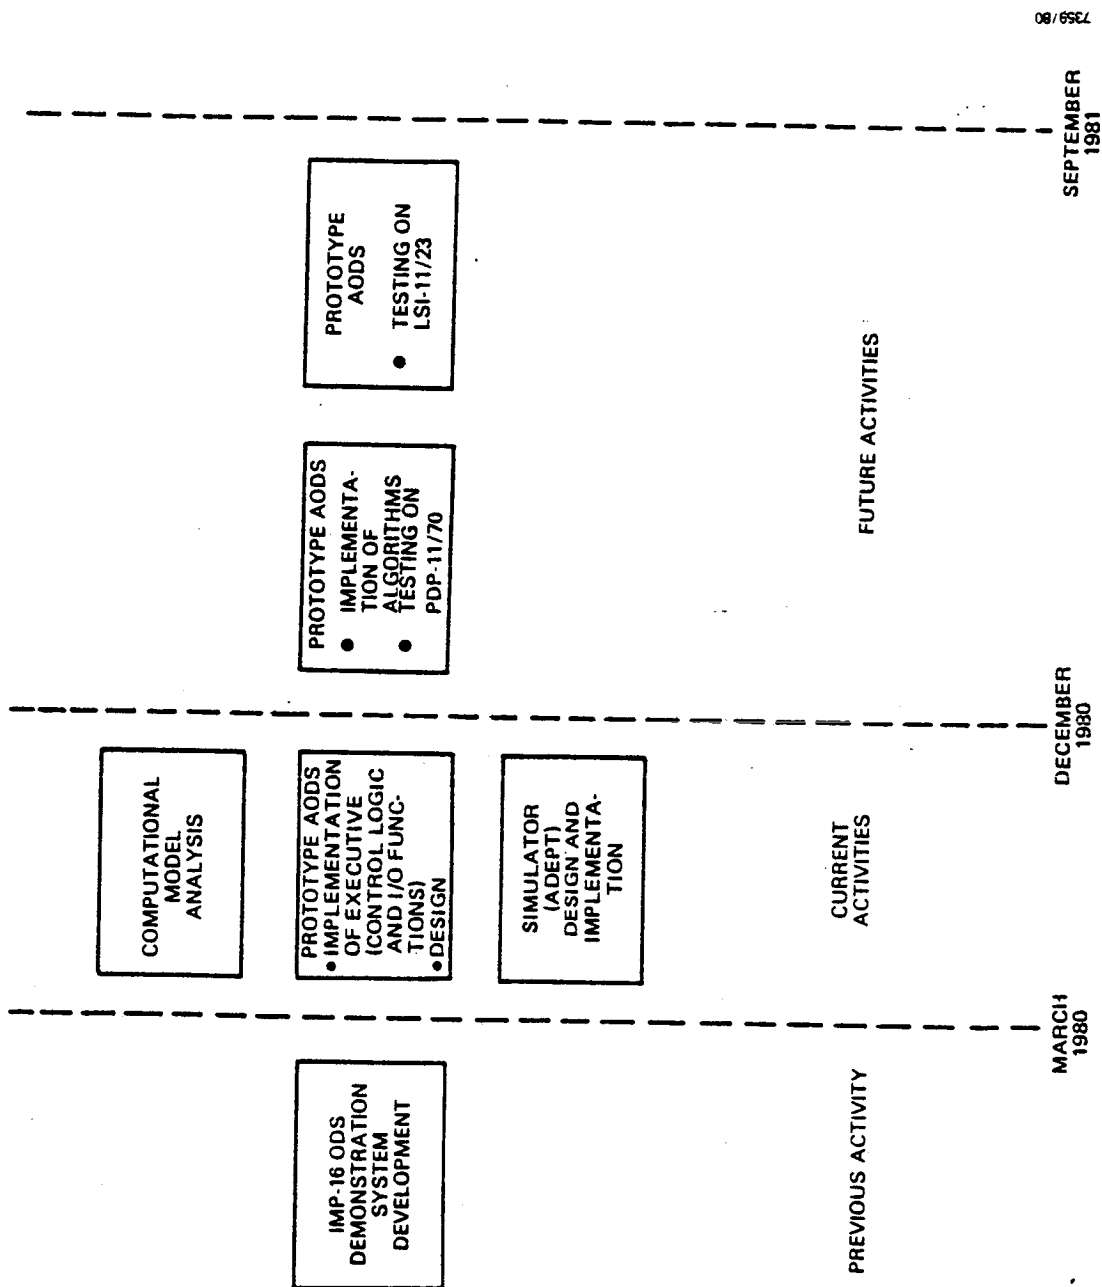 IMP-16 ODS
DEMONSTRATION
SYSTEM
DEVELOPMENT
COMPUTATIONAL
MODEL
ANALYSIS
PROTOTYPE AODS
● IMPLEMENTATION
OF EXECUTIVE
(CONTROL LOGIC
AND I/O FUNC-
TIONS)
● DESIGN
SIMULATOR
(ADEPT)
DESIGN AND
IMPLEMENTA-
TION
PROTOTYPE AODS
● IMPLEMENTA-
TION OF
ALGORITHMS
● TESTING ON
PDP-11/70
PROTOTYPE
AODS
● TESTING ON
LSI-11/23
PREVIOUS ACTIVITY
CURRENT
ACTIVITIES
FUTURE ACTIVITIES
MARCH
1980
DECEMBER
1980
SEPTEMBER
1981
7359/80